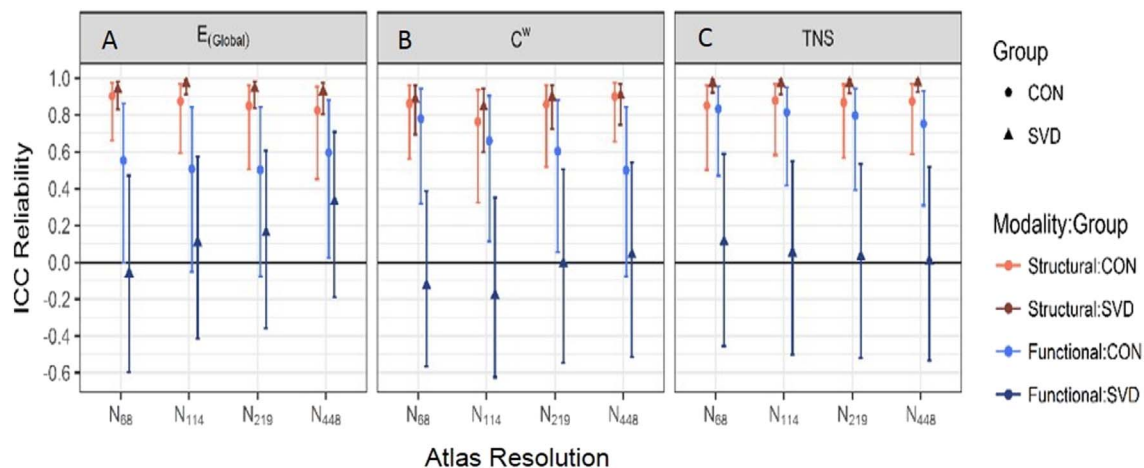 A E(Global)
B Cᵂ
C TNS
ICC Reliability
1.0
0.8
0.6
0.4
0.2
0.0
-0.2
-0.4
-0.6
N₆₈ N₁₁₄ N₂₁₉ N₄₄₈
N₆₈ N₁₁₄ N₂₁₉ N₄₄₈
N₆₈ N₁₁₄ N₂₁₉ N₄₄₈
Atlas Resolution
Group
CON
SVD
Modality:Group
Structural:CON
Structural:SVD
Functional:CON
Functional:SVD